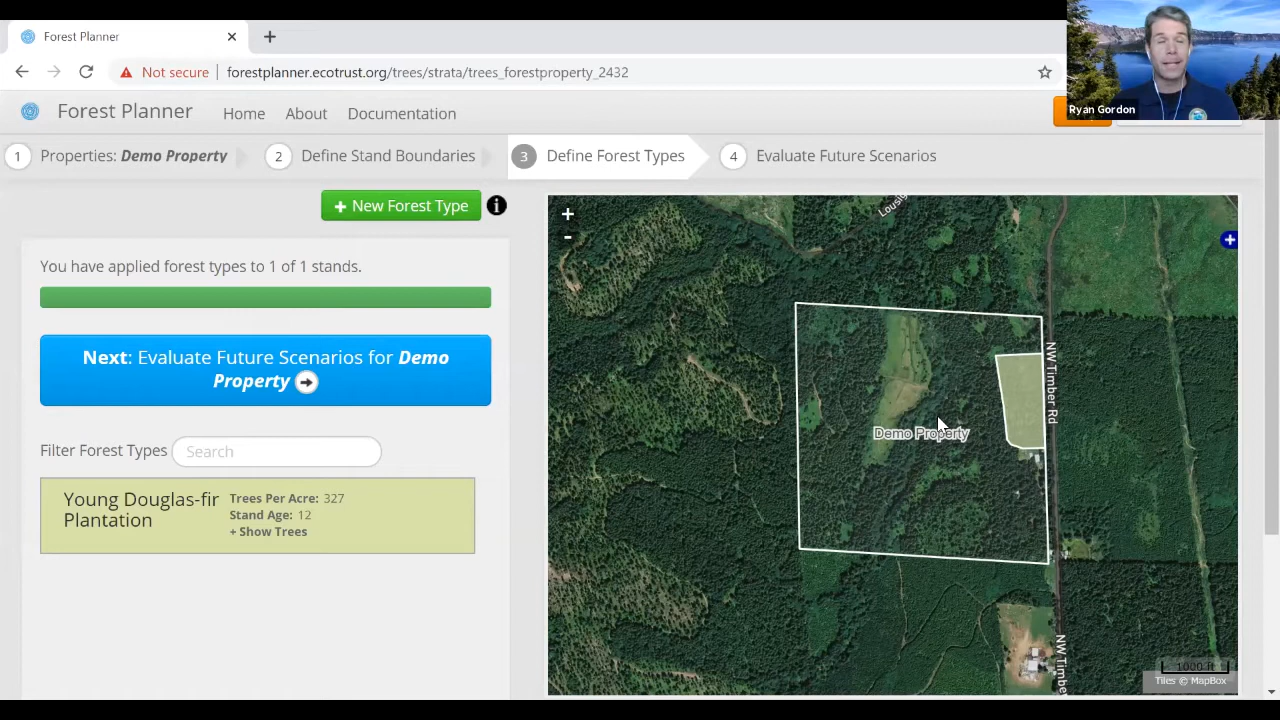 Forest Planner
Not secure
forestplanner.ecotrust.org/trees/strata/trees_forestproperty_2432
Ryan Gordon
Forest Planner
Home
About
Documentation
1
Properties: Demo Property
2
Define Stand Boundaries
3
Define Forest Types
4
Evaluate Future Scenarios
+ New Forest Type
You have applied forest types to 1 of 1 stands.
Next: Evaluate Future Scenarios for Demo
Property
Filter Forest Types
Search
Young Douglas-fir
Plantation
Trees Per Acre: 327
Stand Age: 12
+ Show Trees
+
-
NW Timber Rd
Demo Property
1000 ft
Tiles © MapBox